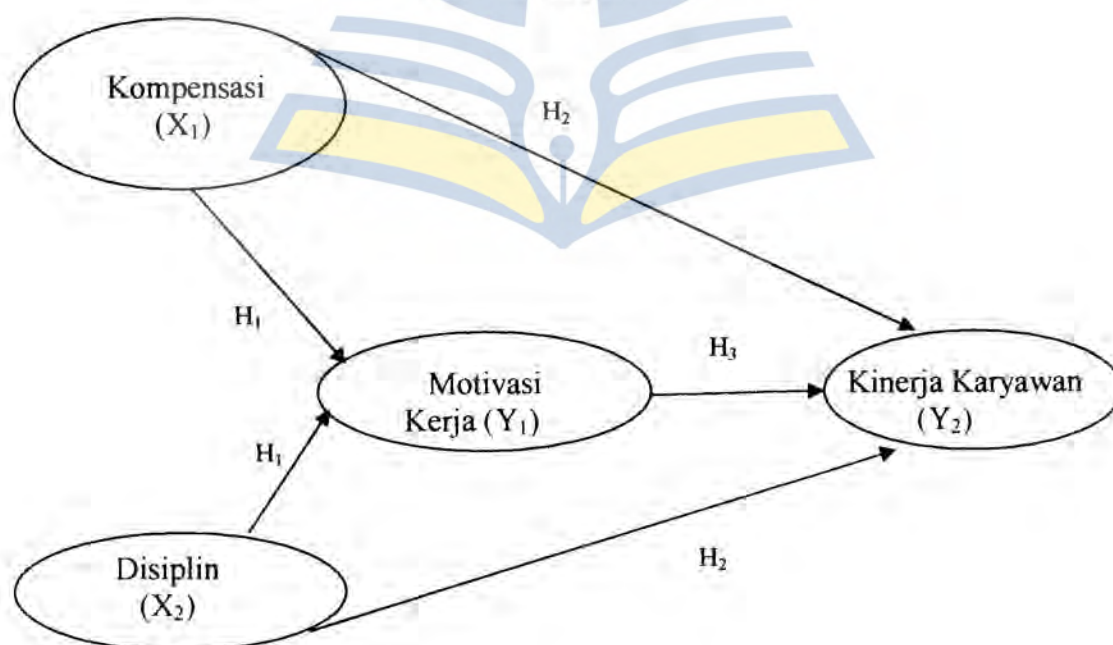 Kompensasi
(X₁)
H₂
H₁
Motivasi
Kerja (Y₁)
H₃
Kinerja Karyawan
(Y₂)
H₁
Disiplin
(X₂)
H₂